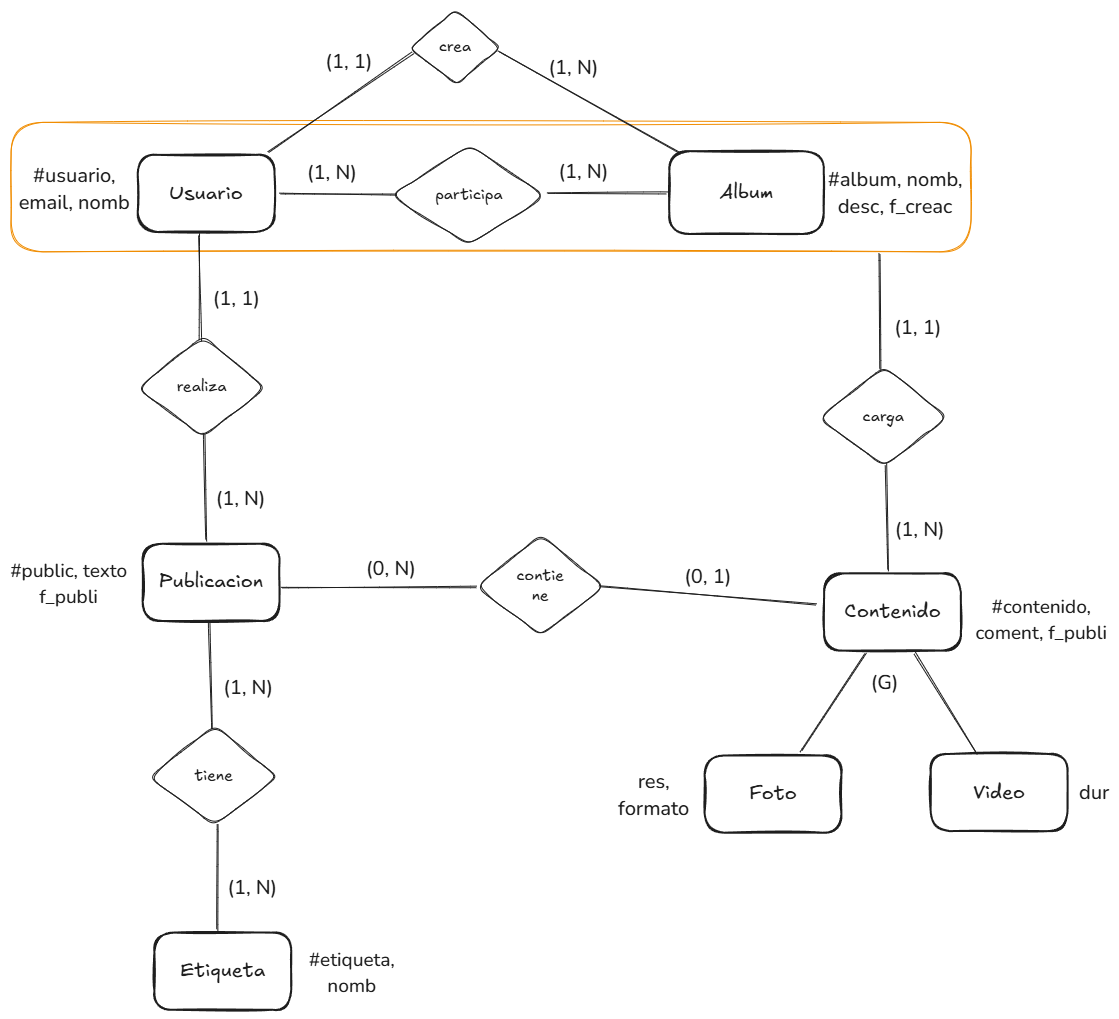 crea
(1, 1)
(1, N)
#usuario,
email, nomb
Usuario
(1, N)
participa
(1, N)
Album
#album, nomb,
desc, f_creac
(1, 1)
(1, 1)
realiza
carga
(1, N)
(1, N)
#public, texto
f_publi
Publicacion
(0, N)
contie
ne
(0, 1)
Contenido
#contenido,
coment, f_publi
(1, N)
(G)
tiene
res,
formato
Foto
Video
dur
(1, N)
Etiqueta
#etiqueta,
nomb